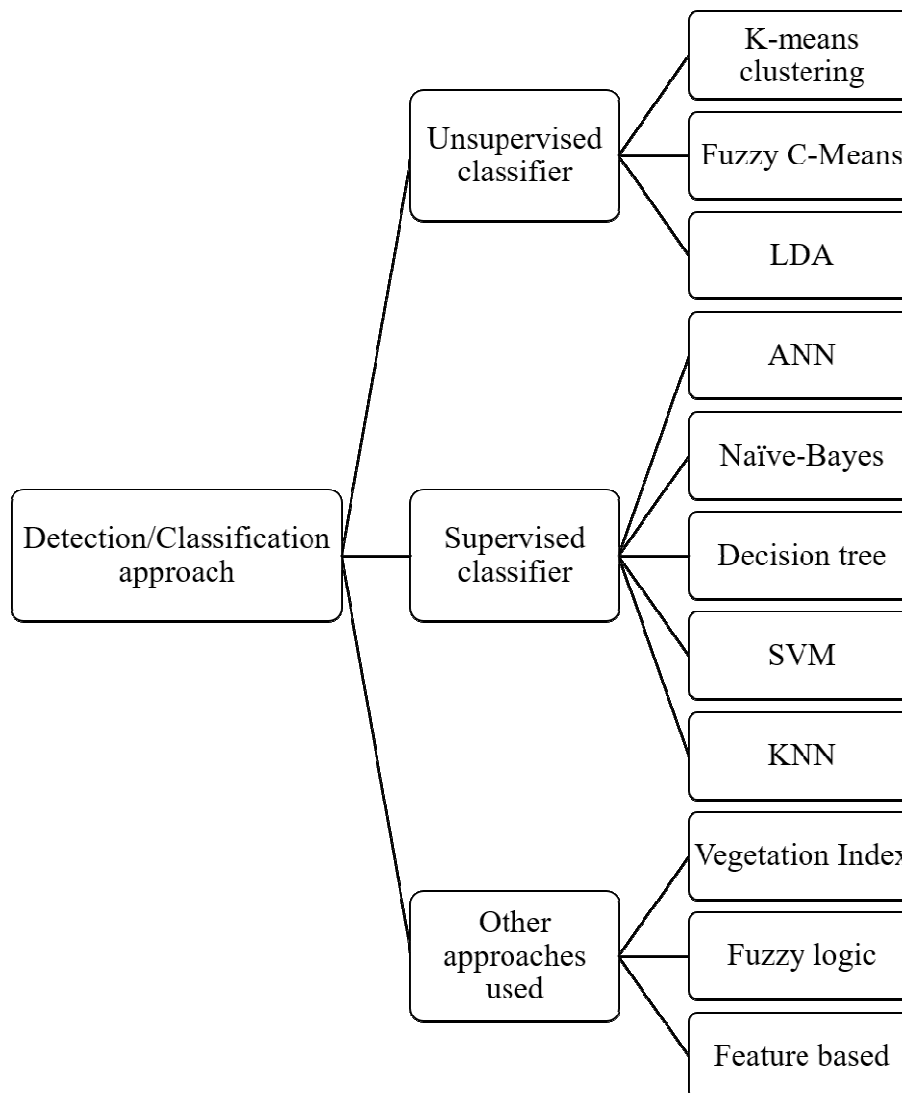 K-means
clustering
Unsupervised
classifier
Fuzzy C-Means
LDA
ANN
Naïve-Bayes
Detection/Classification
approach
Supervised
classifier
Decision tree
SVM
KNN
Vegetation Index
Other
approaches
used
Fuzzy logic
Feature based